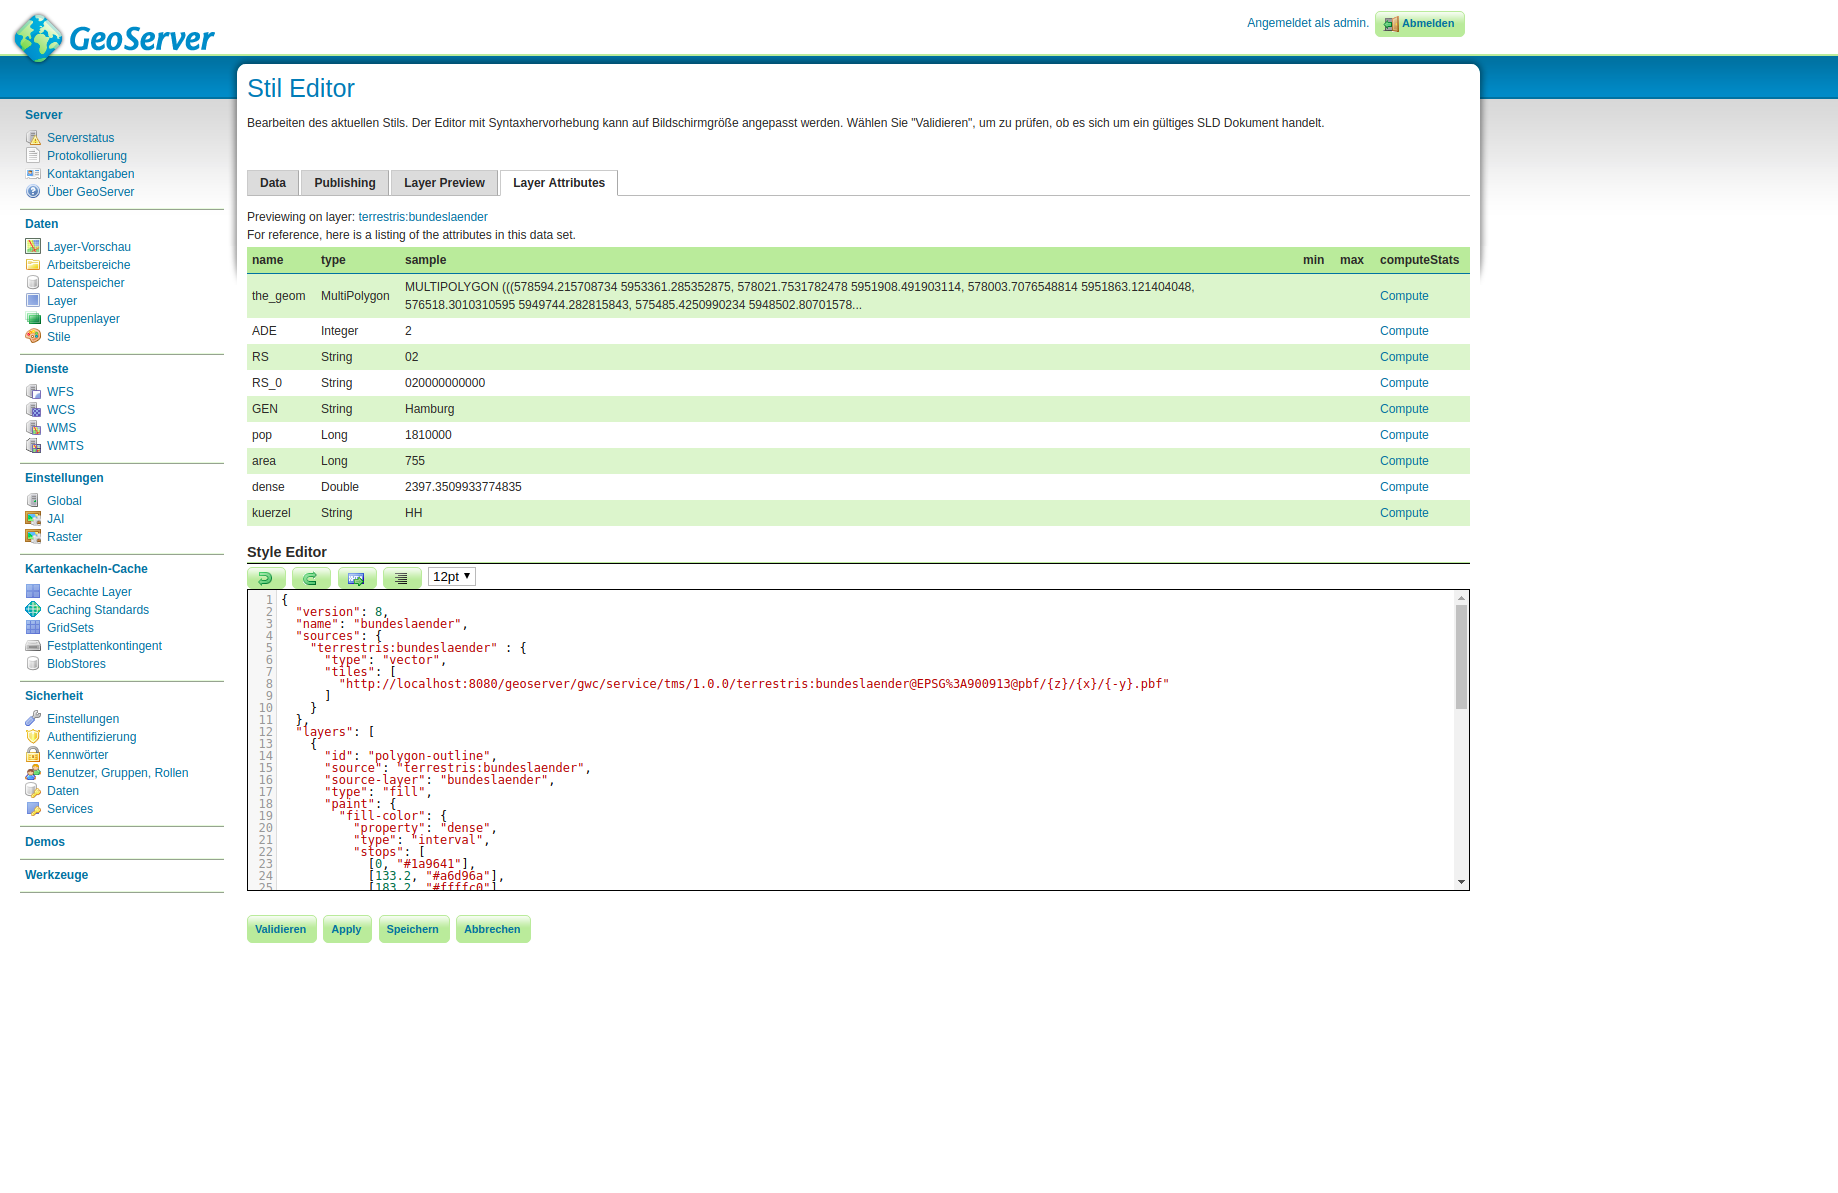 GeoServer
Angemeldet als admin.
Abmelden
Server
Serverstatus
Protokollierung
Kontaktangaben
Über GeoServer
Daten
Layer-Vorschau
Arbeitsbereiche
Datenspeicher
Layer
Gruppenlayer
Stile
Dienste
WFS
WCS
WMS
WMTS
Einstellungen
Global
JAI
Raster
Kartenkacheln-Cache
Gecachte Layer
Caching Standards
GridSets
Festplattenkontingent
BlobStores
Sicherheit
Einstellungen
Authentifizierung
Kennwörter
Benutzer, Gruppen, Rollen
Daten
Services
Demos
Werkzeuge
Stil Editor
Bearbeiten des aktuellen Stils. Der Editor mit Syntaxhervorhebung kann auf Bildschirmgröße angepasst werden. Wählen Sie "Validieren", um zu prüfen, ob es sich um ein gültiges SLD Dokument handelt.
Data Publishing Layer Preview Layer Attributes
Previewing on layer: terrestris:bundeslaender
For reference, here is a listing of the attributes in this data set.
name type sample min max computeStats
the_geom MultiPolygon MULTIPOLYGON (((578594.215708734 5953361.285352875, 578021.7531782478 5951908.491903114, 578003.7076548814 5951863.121404048,
576518.3010310595 5949744.282815843, 575485.4250990234 5948502.80701578... Compute
ADE Integer 2 Compute
RS String 02 Compute
RS_0 String 020000000000 Compute
GEN String Hamburg Compute
pop Long 1810000 Compute
area Long 755 Compute
dense Double 2397.3509933774835 Compute
kuerzel String HH Compute
Style Editor
12pt
1 {
2 "version": 8,
3 "name": "bundeslaender",
4 "sources": {
5 "terrestris:bundeslaender" : {
6 "type": "vector",
7 "tiles": [
8 "http://localhost:8080/geoserver/gwc/service/tms/1.0.0/terrestris:bundeslaender@EPSG%3A900913@pbf/{z}/{x}/{-y}.pbf"
9 ]
10 }
11 },
12 "layers": [
13 {
14 "id": "polygon-outline",
15 "source": "terrestris:bundeslaender",
16 "source-layer": "bundeslaender",
17 "type": "fill",
18 "paint": {
19 "fill-color": {
20 "property": "dense",
21 "type": "interval",
22 "stops": [
23 [0, "#1a9641"],
24 [133.2, "#a6d96a"],
25 [183.2, "#ffffc0"]
Validieren Apply Speichern Abbrechen